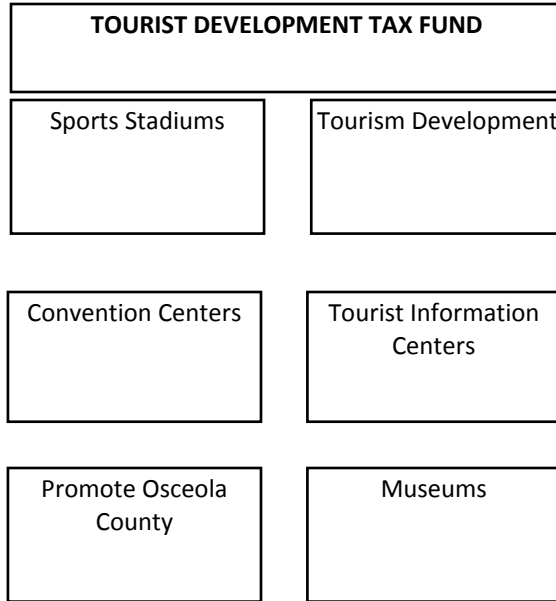 TOURIST DEVELOPMENT TAX FUND
Sports Stadiums
Tourism Development
Convention Centers
Tourist Information
Centers
Promote Osceola
County
Museums